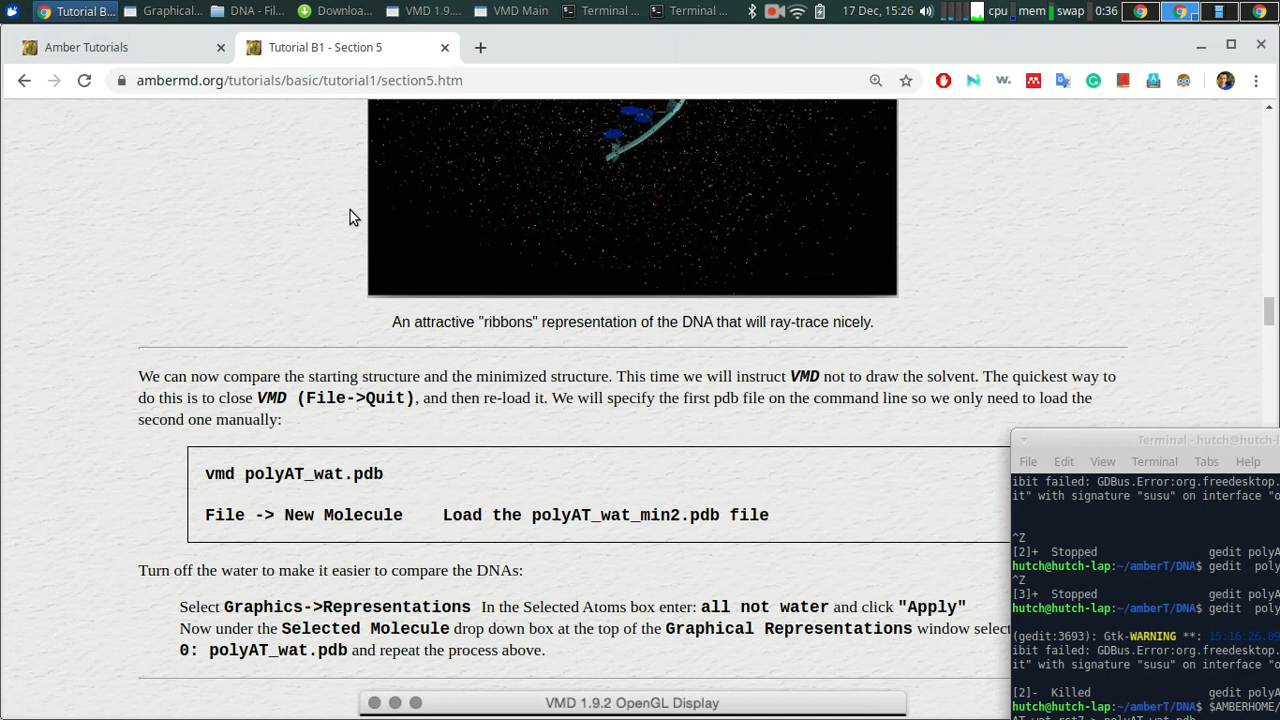 Tutorial B...
Graphical...
DNA - Fil...
Downloa...
VMD 1.9....
VMD Main
Terminal ...
Terminal ...
17 Dec, 15:26
cpu
mem
swap
0:36
Amber Tutorials
Tutorial B1 - Section 5
ambermd.org/tutorials/basic/tutorial1/section5.htm
An attractive "ribbons" representation of the DNA that will ray-trace nicely.
We can now compare the starting structure and the minimized structure. This time we will instruct VMD not to draw the solvent. The quickest way to
do this is to close VMD (File->Quit), and then re-load it. We will specify the first pdb file on the command line so we only need to load the
second one manually:
vmd polyAT_wat.pdb
File -> New Molecule Load the polyAT_wat_min2.pdb file
Turn off the water to make it easier to compare the DNAs:
Select Graphics->Representations In the Selected Atoms box enter: all not water and click "Apply"
Now under the Selected Molecule drop down box at the top of the Graphical Representations window selec
0: polyAT_wat.pdb and repeat the process above.
VMD 1.9.2 OpenGL Display
Terminal - hutch@hutch-l
File Edit View Terminal Tabs Help
ibit failed: GDBus.Error:org.freedesktop.
it" with signature "susu" on interface "o
^Z
[2]+ Stopped gedit polyA
hutch@hutch-lap:~/amberT/DNA$ gedit poly
^Z
[3]+ Stopped gedit poly
hutch@hutch-lap:~/amberT/DNA$ gedit poly
(gedit:3693): Gtk-WARNING **: 15:16:26.09
ibit failed: GDBus.Error:org.freedesktop.
it" with signature "susu" on interface "o
[2]- Killed gedit polyA
hutch@hutch-lap:~/amberT/DNA$ $AMBERHOME/